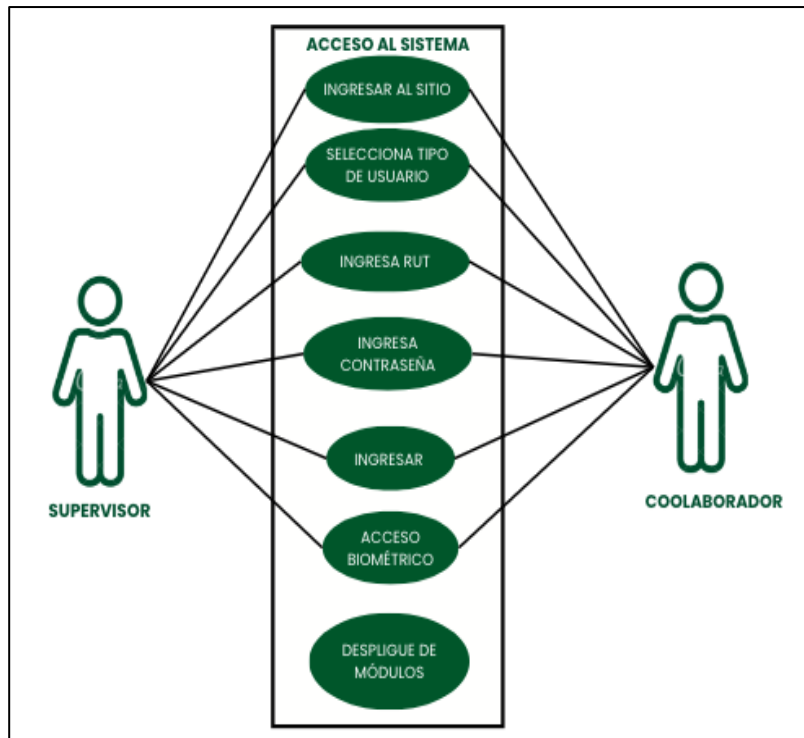 ACCESO AL SISTEMA
INGRESAR AL SITIO
SELECCIONA TIPO
DE USUARIO
INGRESA RUT
INGRESA
CONTRASEÑA
INGRESAR
SUPERVISOR
COOLABORADOR
ACCESO
BIOMÉTRICO
DESPLIGUE DE
MÓDULOS